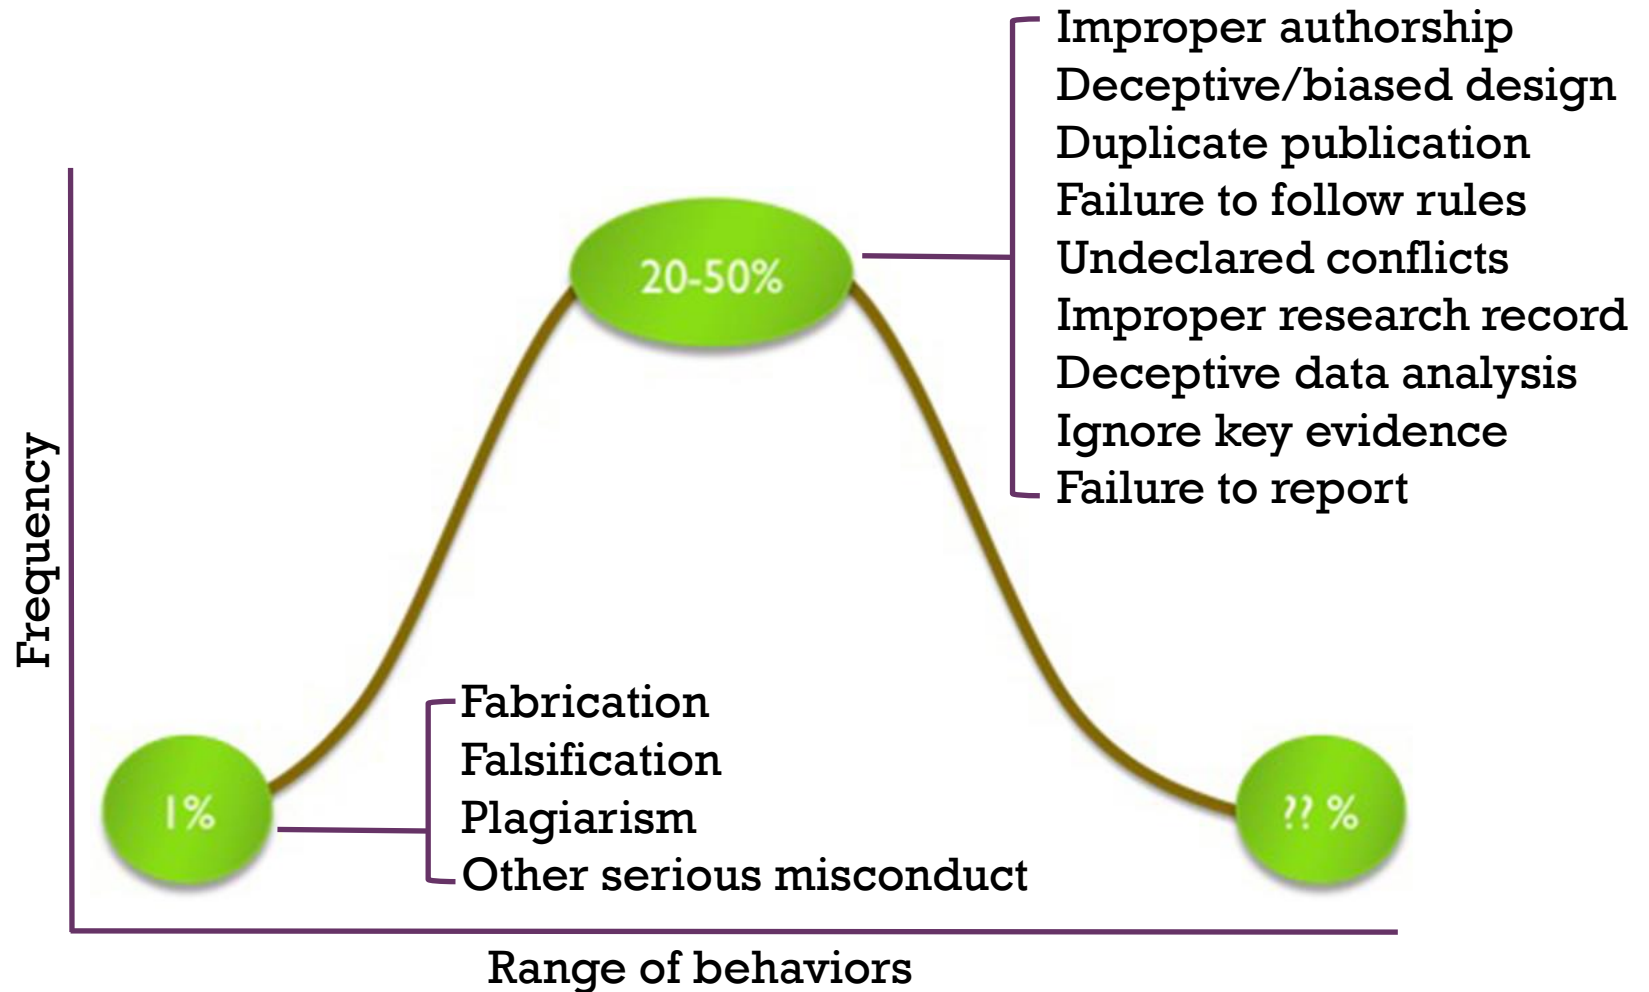 Improper authorship
Deceptive/biased design
Duplicate publication
Failure to follow rules
Undeclared conflicts
Improper research record
Deceptive data analysis
Ignore key evidence
Failure to report
20-50%
Frequency
Fabrication
Falsification
Plagiarism
Other serious misconduct
1%
?? %
Range of behaviors